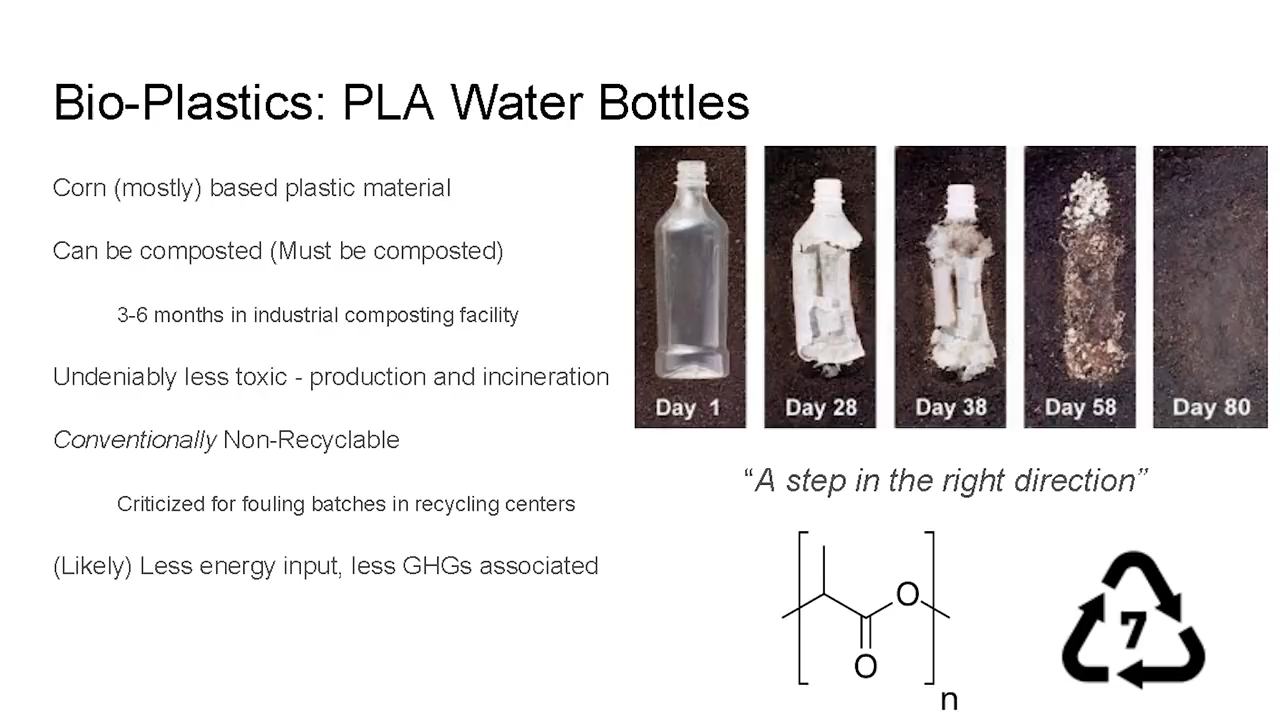 Bio-Plastics: PLA Water Bottles
Corn (mostly) based plastic material
Can be composted (Must be composted)
3-6 months in industrial composting facility
Undeniably less toxic - production and incineration
Conventionally Non-Recyclable
Criticized for fouling batches in recycling centers
(Likely) Less energy input, less GHGs associated
Day 1
Day 28
Day 38
Day 58
Day 80
“A step in the right direction”
O
O
n
7